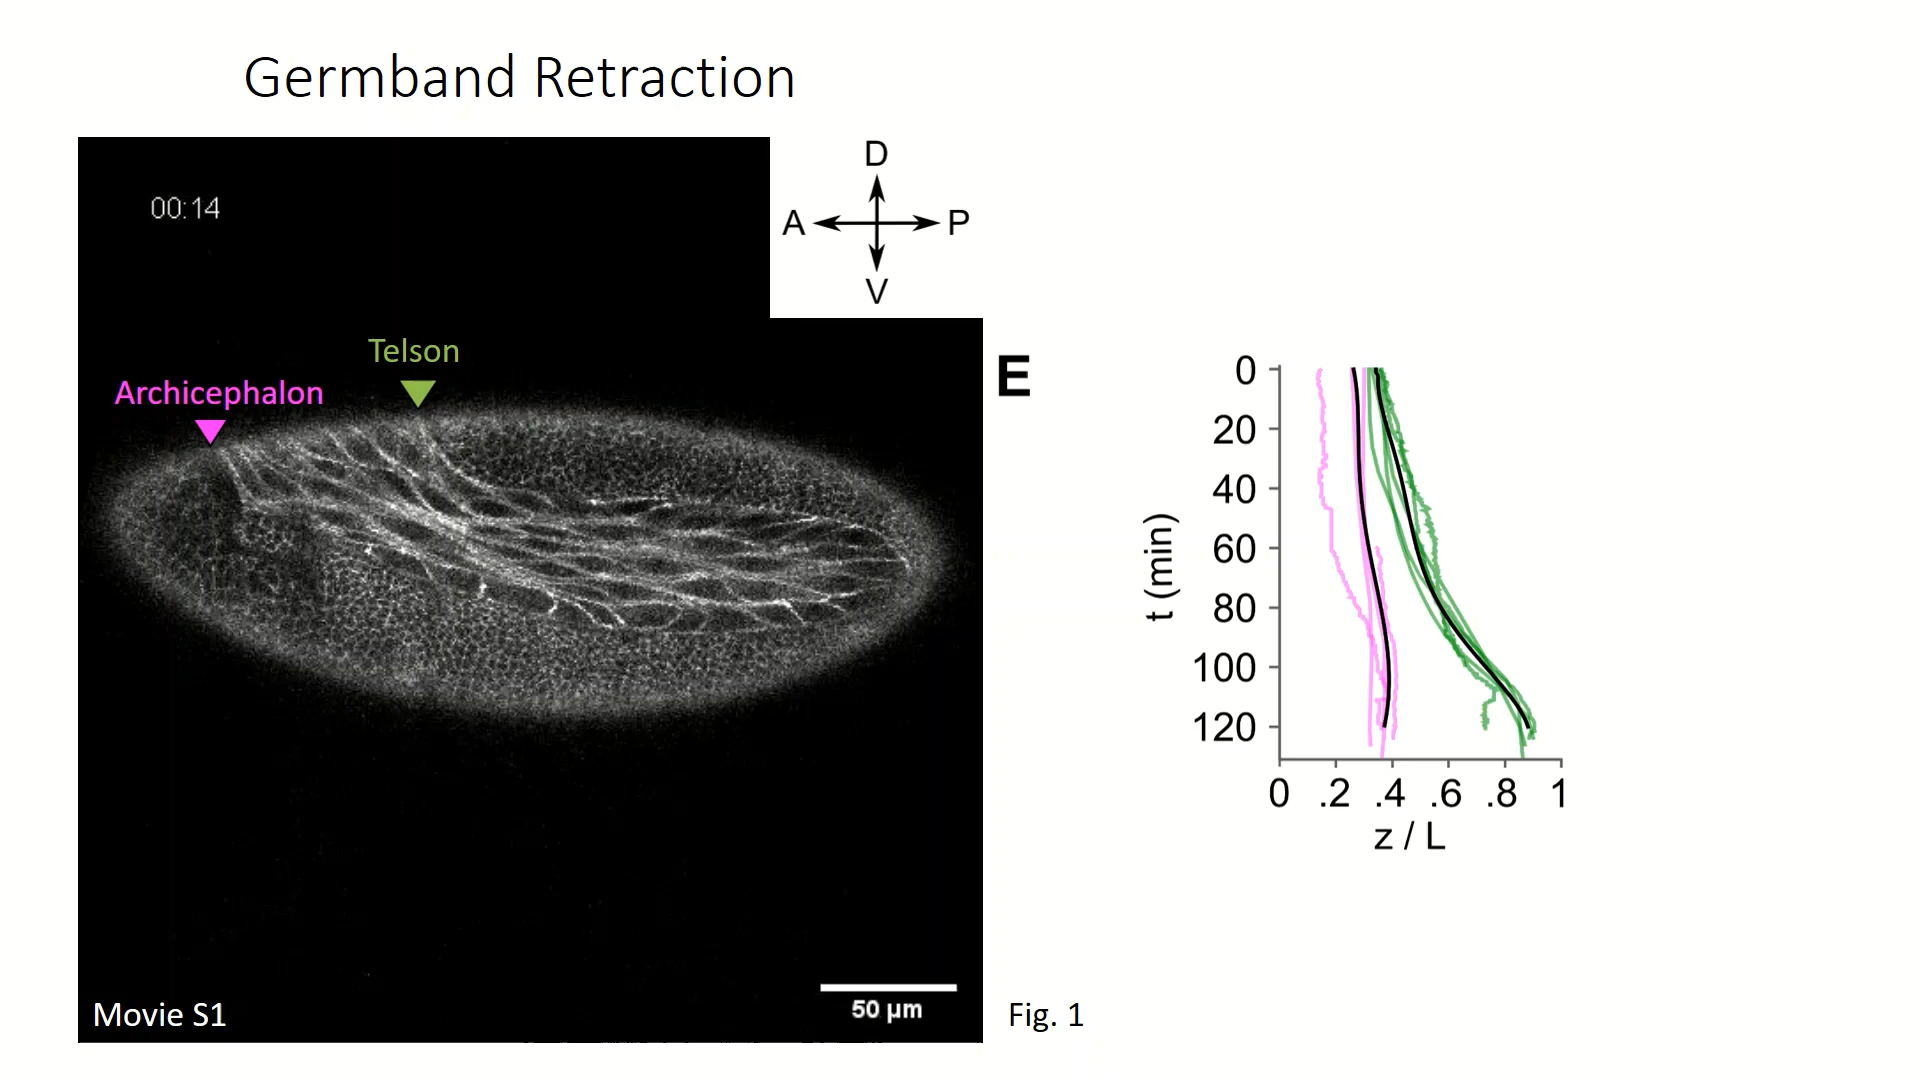 Germband Retraction
00:14
D
A P
V
Telson
Archicephalon
E
0
20
40
60
80
100
120
t (min)
0 .2 .4 .6 .8 1
z / L
50 µm
Movie S1
Fig. 1